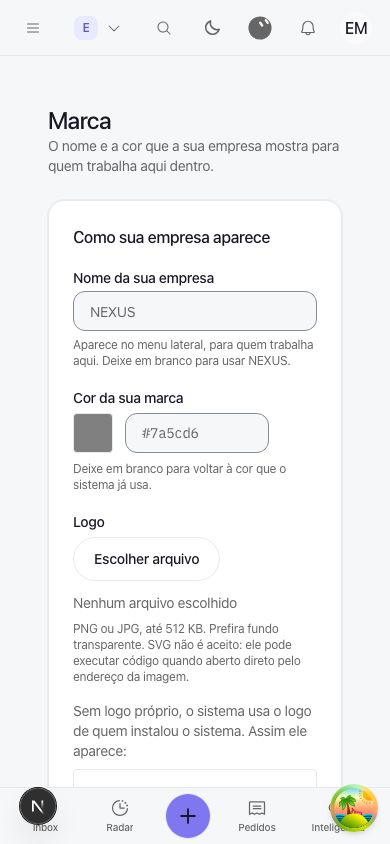 E
EM
Marca
O nome e a cor que a sua empresa mostra para
quem trabalha aqui dentro.
Como sua empresa aparece
Nome da sua empresa
NEXUS
Aparece no menu lateral, para quem trabalha
aqui. Deixe em branco para usar NEXUS.
Cor da sua marca
#7a5cd6
Deixe em branco para voltar à cor que o
sistema já usa.
Logo
Escolher arquivo
Nenhum arquivo escolhido
PNG ou JPG, até 512 KB. Prefira fundo
transparente. SVG não é aceito: ele pode
executar código quando aberto direto pelo
endereço da imagem.
Sem logo próprio, o sistema usa o logo
de quem instalou o sistema. Assim ele
aparece:
N
Inbox
Radar
Pedidos